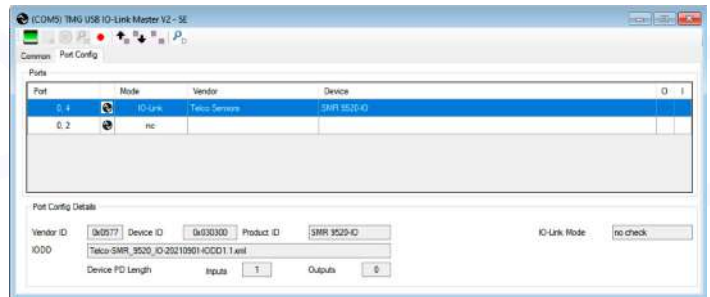 (COM5) TMG USB IO-Link Master V2 - SE
Common Port Config
Ports
Port Mode Vendor Device O I
0. 4 IO-Link Telco Sensors SMR 9520-IO
0. 2 no
Port Config Details
Vendor ID 0x0577 Device ID 0x030300 Product ID SMR 9520-IO IO-Link Mode no check
IODD Telco-SMR_9520_IO-20210901-IODD1.1.xml
Device PD Length Inputs 1 Outputs 0